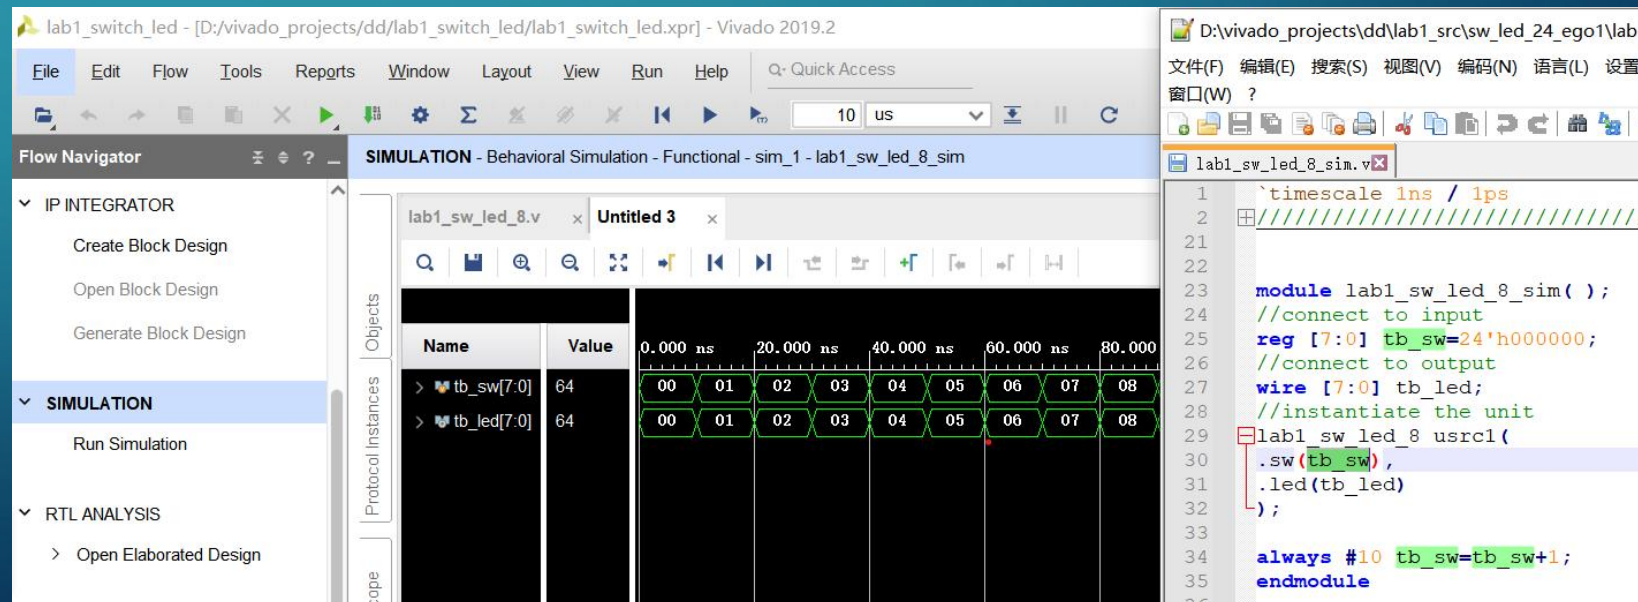 lab1_switch_led - [D:/vivado_projects/dd/lab1_switch_led/lab1_switch_led.xpr] - Vivado 2019.2
File Edit Flow Tools Reports Window Layout View Run Help Quick Access
10 us
Flow Navigator
IP INTEGRATOR
Create Block Design
Open Block Design
Generate Block Design
SIMULATION
Run Simulation
RTL ANALYSIS
Open Elaborated Design
SIMULATION - Behavioral Simulation - Functional - sim_1 - lab1_sw_led_8_sim
lab1_sw_led_8.v Untitled 3
Objects
Protocol Instances
cope
Name Value
0.000 ns 20.000 ns 40.000 ns 60.000 ns 80.000
tb_sw[7:0] 64 00 01 02 03 04 05 06 07 08
tb_led[7:0] 64 00 01 02 03 04 05 06 07 08
D:\vivado_projects\dd\lab1_src\sw_led_24_ego1\lab
文件(F) 编辑(E) 搜索(S) 视图(V) 编码(N) 语言(L) 设置
窗口(W) ?
lab1_sw_led_8_sim.v
1 `timescale 1ns / 1ps
2 //////////////////////////////
21
22
23 module lab1_sw_led_8_sim( );
24 //connect to input
25 reg [7:0] tb_sw=24'h000000;
26 //connect to output
27 wire [7:0] tb_led;
28 //instantiate the unit
29 lab1_sw_led_8 usrc1(
30 .sw(tb_sw),
31 .led(tb_led)
32 );
33
34 always #10 tb_sw=tb_sw+1;
35 endmodule